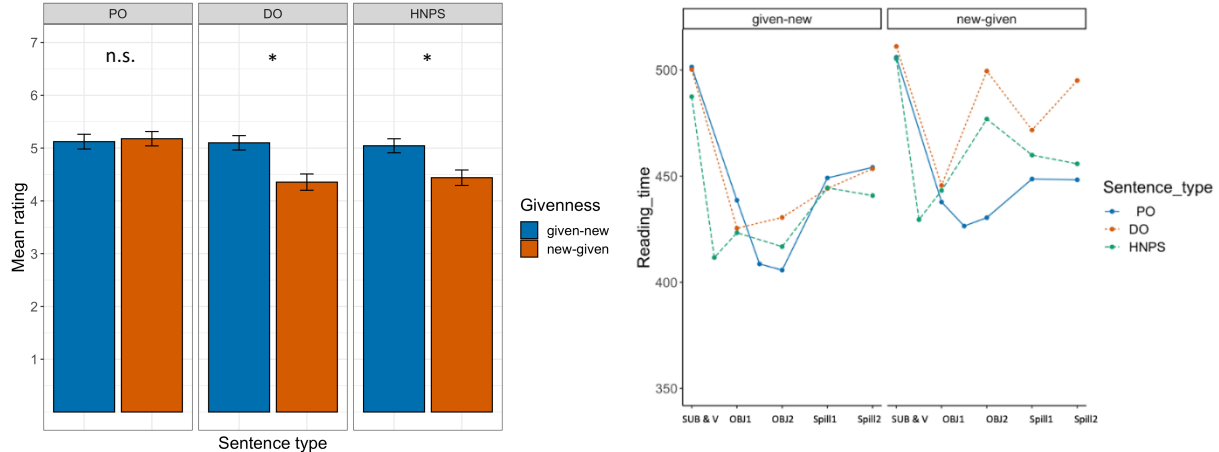 PO DO HNPS
n.s. * *
7
6
5
4
3
2
1
Mean rating
Sentence type
Givenness
given-new
new-given
given-new new-given
500
450
400
350
Reading_time
SUB & V OBJ1 OBJ2 Spill1 Spill2 SUB & V OBJ1 OBJ2 Spill1 Spill2
Sentence_type
PO
DO
HNPS